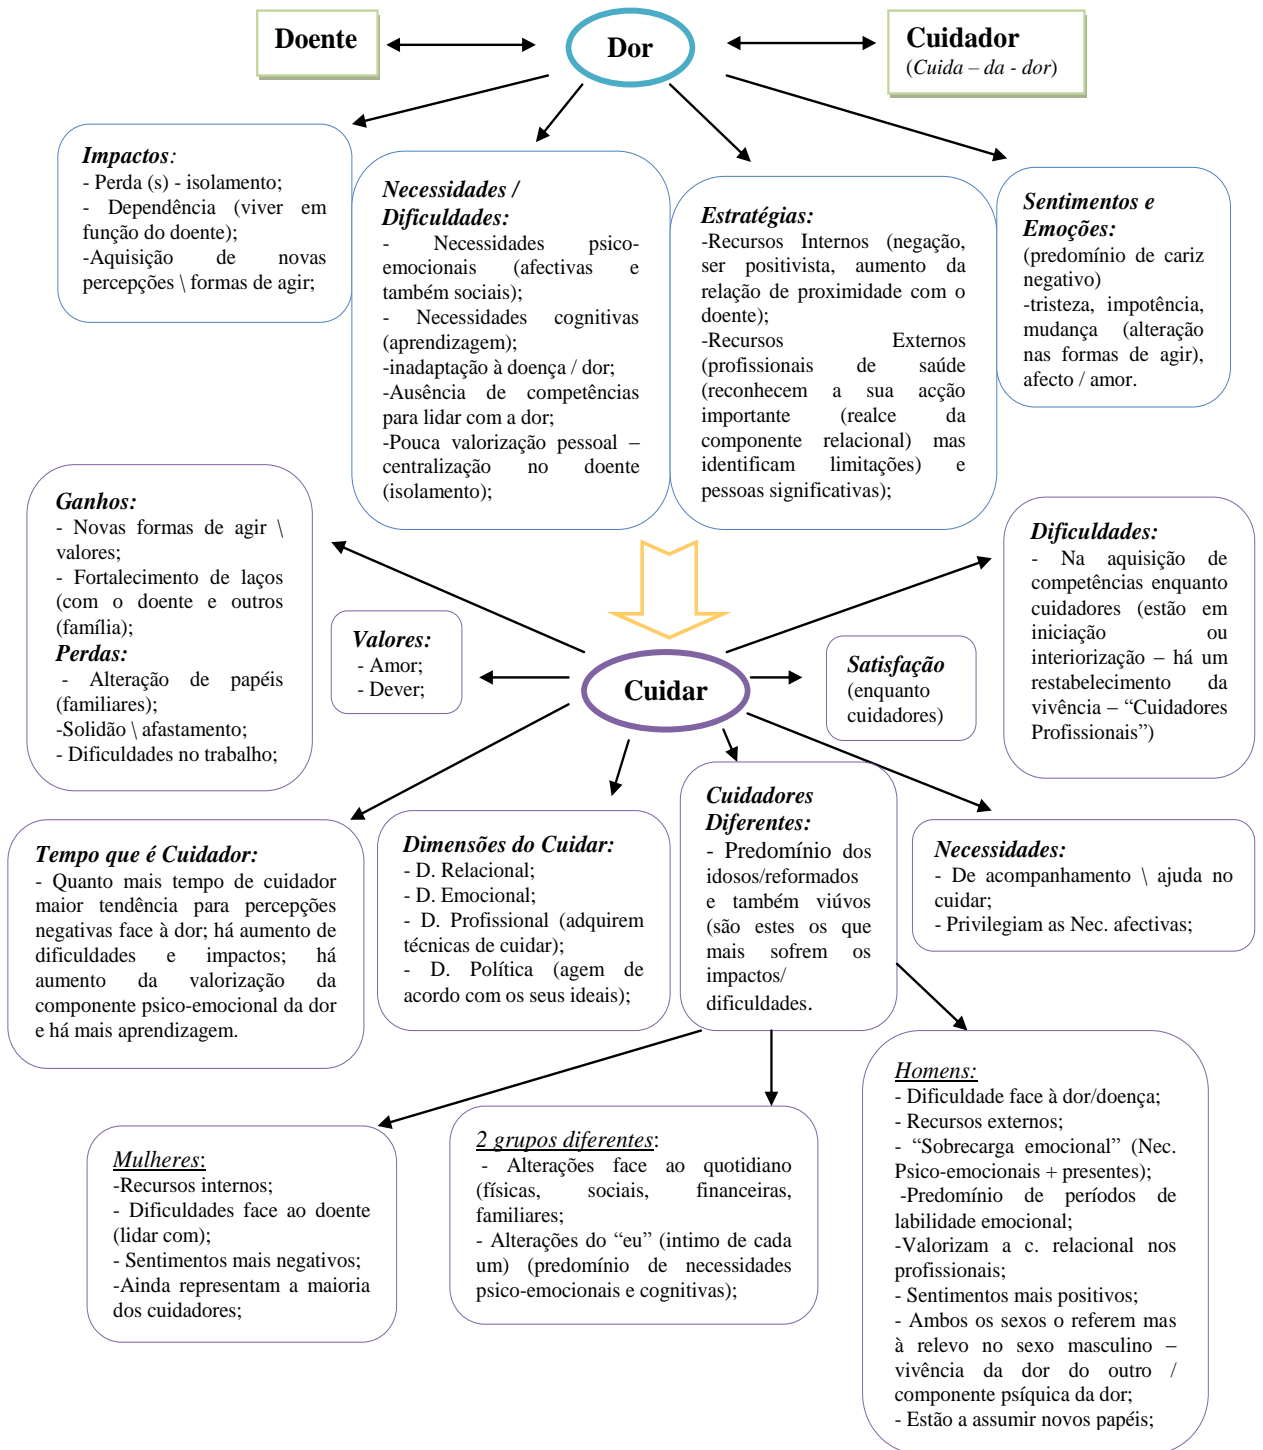 Doente
Dor
Cuidador
(Cuida – da - dor)
Impactos:
- Perda (s) - isolamento;
- Dependência (viver em
função do doente);
-Aquisição de novas
percepções \ formas de agir;
Necessidades /
Dificuldades:
- Necessidades psico-
emocionais (afectivas e
também sociais);
- Necessidades cognitivas
(aprendizagem);
-inadaptação à doença / dor;
-Ausência de competências
para lidar com a dor;
-Pouca valorização pessoal –
centralização no doente
(isolamento);
Estratégias:
-Recursos Internos (negação,
ser positivista, aumento da
relação de proximidade com o
doente);
-Recursos Externos
(profissionais de saúde
(reconhecem a sua acção
importante (realce da
componente relacional) mas
identificam limitações) e
pessoas significativas);
Sentimentos e
Emoções:
(predomínio de cariz
negativo)
-tristeza, impotência,
mudança (alteração
nas formas de agir),
afecto / amor.
Ganhos:
- Novas formas de agir \
valores;
- Fortalecimento de laços
(com o doente e outros
(família);
Perdas:
- Alteração de papéis
(familiares);
-Solidão \ afastamento;
- Dificuldades no trabalho;
Valores:
- Amor;
- Dever;
Cuidar
Satisfação
(enquanto
cuidadores)
Dificuldades:
- Na aquisição de
competências enquanto
cuidadores (estão em
iniciação ou
interiorização – há um
restabelecimento da
vivência – “Cuidadores
Profissionais”)
Tempo que é Cuidador:
- Quanto mais tempo de cuidador
maior tendência para percepções
negativas face à dor; há aumento de
dificuldades e impactos; há
aumento da valorização da
componente psico-emocional da dor
e há mais aprendizagem.
Dimensões do Cuidar:
- D. Relacional;
- D. Emocional;
- D. Profissional (adquirem
técnicas de cuidar);
- D. Política (agem de
acordo com os seus ideais);
Cuidadores
Diferentes:
- Predomínio dos
idosos/reformados
e também viúvos
(são estes os que
mais sofrem os
impactos/
dificuldades.
Necessidades:
- De acompanhamento \ ajuda no
cuidar;
- Privilegiam as Nec. afectivas;
Mulheres:
-Recursos internos;
- Dificuldades face ao doente
(lidar com);
- Sentimentos mais negativos;
-Ainda representam a maioria
dos cuidadores;
2 grupos diferentes:
- Alterações face ao quotidiano
(físicas, sociais, financeiras,
familiares;
- Alterações do “eu” (intimo de cada
um) (predomínio de necessidades
psico-emocionais e cognitivas);
Homens:
- Dificuldade face à dor/doença;
- Recursos externos;
- “Sobrecarga emocional” (Nec.
Psico-emocionais + presentes);
-Predomínio de períodos de
labilidade emocional;
-Valorizam a c. relacional nos
profissionais;
- Sentimentos mais positivos;
- Ambos os sexos o referem mas
à relevo no sexo masculino –
vivência da dor do outro /
componente psíquica da dor;
- Estão a assumir novos papéis;